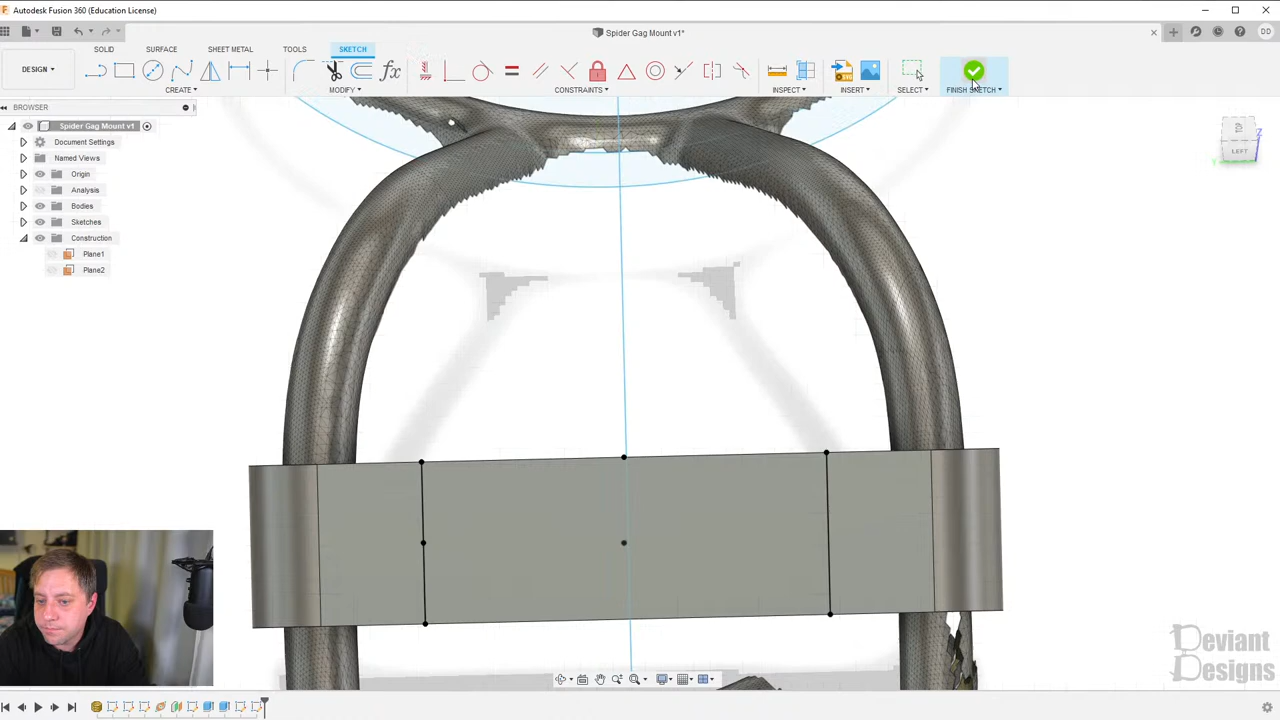 Autodesk Fusion 360 (Education License)
Spider Gag Mount v1*
DD
DESIGN
SOLID
SURFACE
SHEET METAL
TOOLS
SKETCH
CREATE
MODIFY
CONSTRAINTS
INSPECT
INSERT
SELECT
FINISH SKETCH
BROWSER
Spider Gag Mount v1
Document Settings
Named Views
Origin
Analysis
Bodies
Sketches
Construction
Plane1
Plane2
LEFT
Z
Deviant
Designs